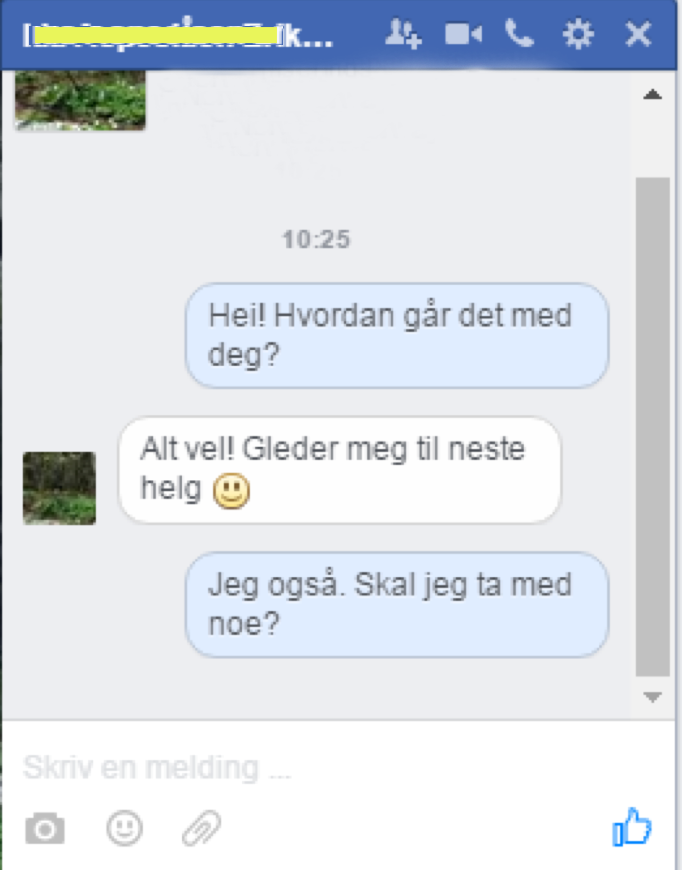 10:25
Hei! Hvordan går det med
deg?
Alt vel! Gleder meg til neste
helg
Jeg også. Skal jeg ta med
noe?
Skriv en melding ...